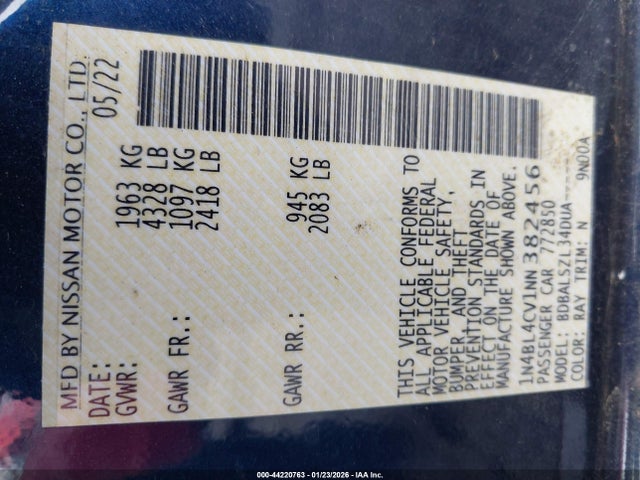 MFD BY NISSAN MOTOR CO., LTD.
DATE: 05/22
GVWR: 1963 KG
4328 LB
GAWR FR.: 1097 KG
2418 LB
GAWR RR.: 945 KG
2083 LB
THIS VEHICLE CONFORMS TO
ALL APPLICABLE FEDERAL
MOTOR VEHICLE SAFETY,
BUMPER AND THEFT
PREVENTION STANDARDS IN
EFFECT ON THE DATE OF
MANUFACTURE SHOWN ABOVE.
1N4BL4CV1NN382456
PASSENGER CAR 772850
MODEL: BDBALSZL34DUA-----
COLOR: RAY TRIM: N 9N00A
000-44220763 - 01/23/2026 - IAA Inc.